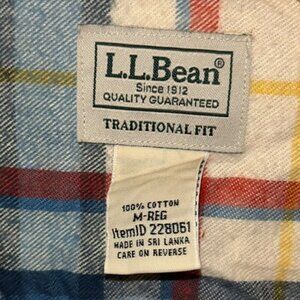 L.L.Bean®
Since 1912
QUALITY GUARANTEED
TRADITIONAL FIT
100% COTTON
M-REG
ItemID 228061
MADE IN SRI LANKA
CARE ON REVERSE